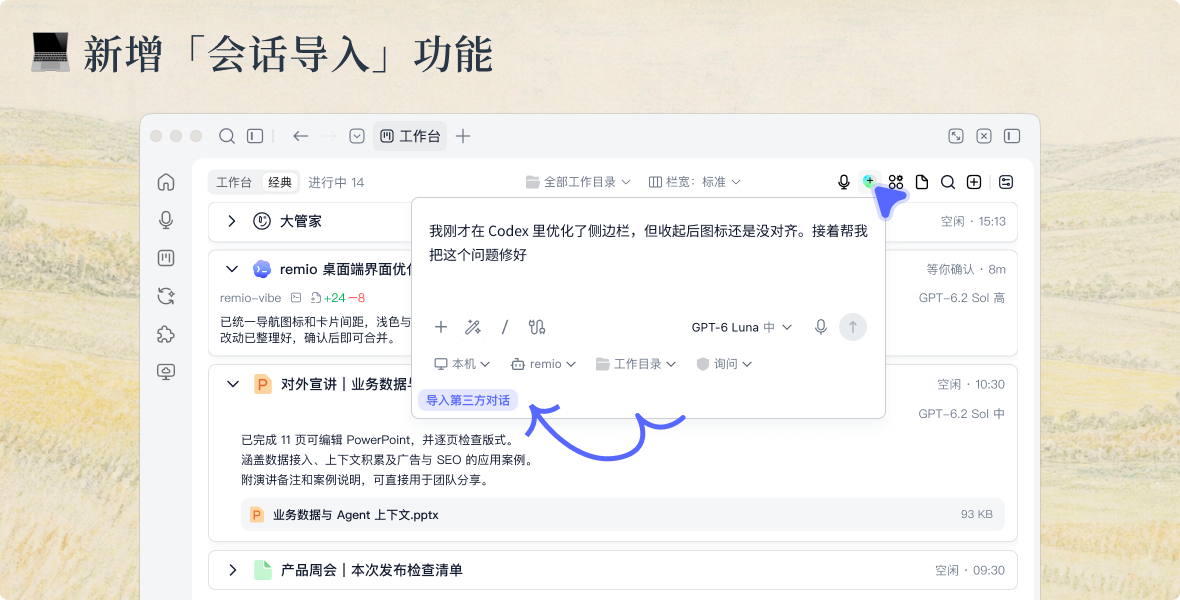 新增「会话导入」功能
工作台
工作台 经典 进行中 14
全部工作目录
栏宽：标准
大管家
空闲 · 15:13
我刚才在 Codex 里优化了侧边栏，但收起后图标还是没对齐。接着帮我
把这个问题修好
remio 桌面端界面优化
等你确认 · 8m
remio-vibe +24 −8
GPT-6.2 Sol 高
已统一导航图标和卡片间距，浅色与
改动已整理好，确认后即可合并。
GPT-6 Luna 中
本机 remio 工作目录 询问
导入第三方对话
P 对外宣讲｜业务数据与
空闲 · 10:30
GPT-6.2 Sol 中
已完成 11 页可编辑 PowerPoint，并逐页检查版式。
涵盖数据接入、上下文积累及广告与 SEO 的应用案例。
附演讲备注和案例说明，可直接用于团队分享。
P 业务数据与 Agent 上下文.pptx
93 KB
产品周会｜本次发布检查清单
空闲 · 09:30